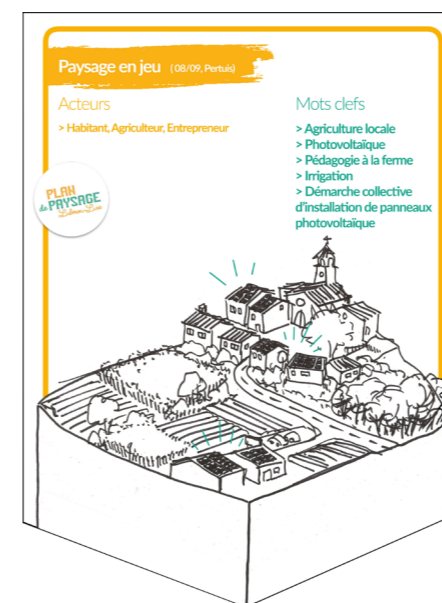 Paysage en jeu (08/09, Pertuis)
Acteurs
> Habitant, Agriculteur, Entrepreneur
Mots clefs
> Agriculture locale
> Photovoltaïque
> Pédagogie à la ferme
> Irrigation
> Démarche collective
d'installation de panneaux
photovoltaïque
PLAN
de PAYSAGE